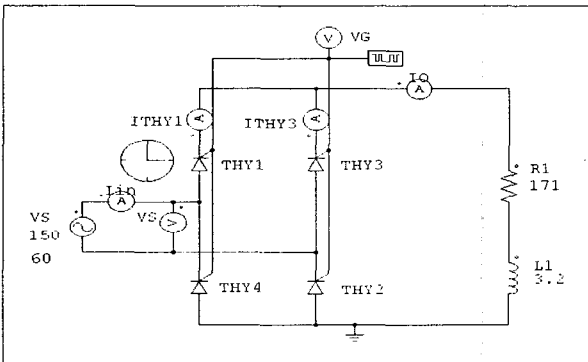 V VG
IO
A
ITHY1 A
ITHY3 A
THY1
THY3
R1
171
Iin
A
VS
150
60
VS V
THY4
THY2
L1
3.2